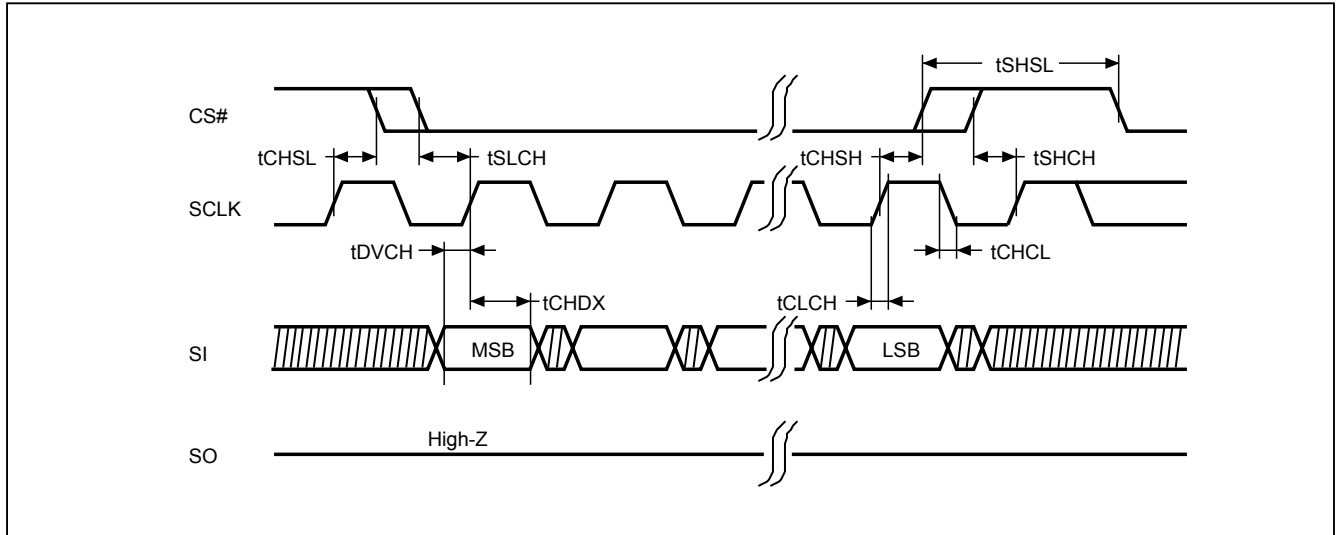 tSHSL
CS#
tCHSL
tSLCH
tCHSH
tSHCH
SCLK
tDVCH
tCHCL
tCHDX
tCLCH
SI
MSB
LSB
High-Z
SO